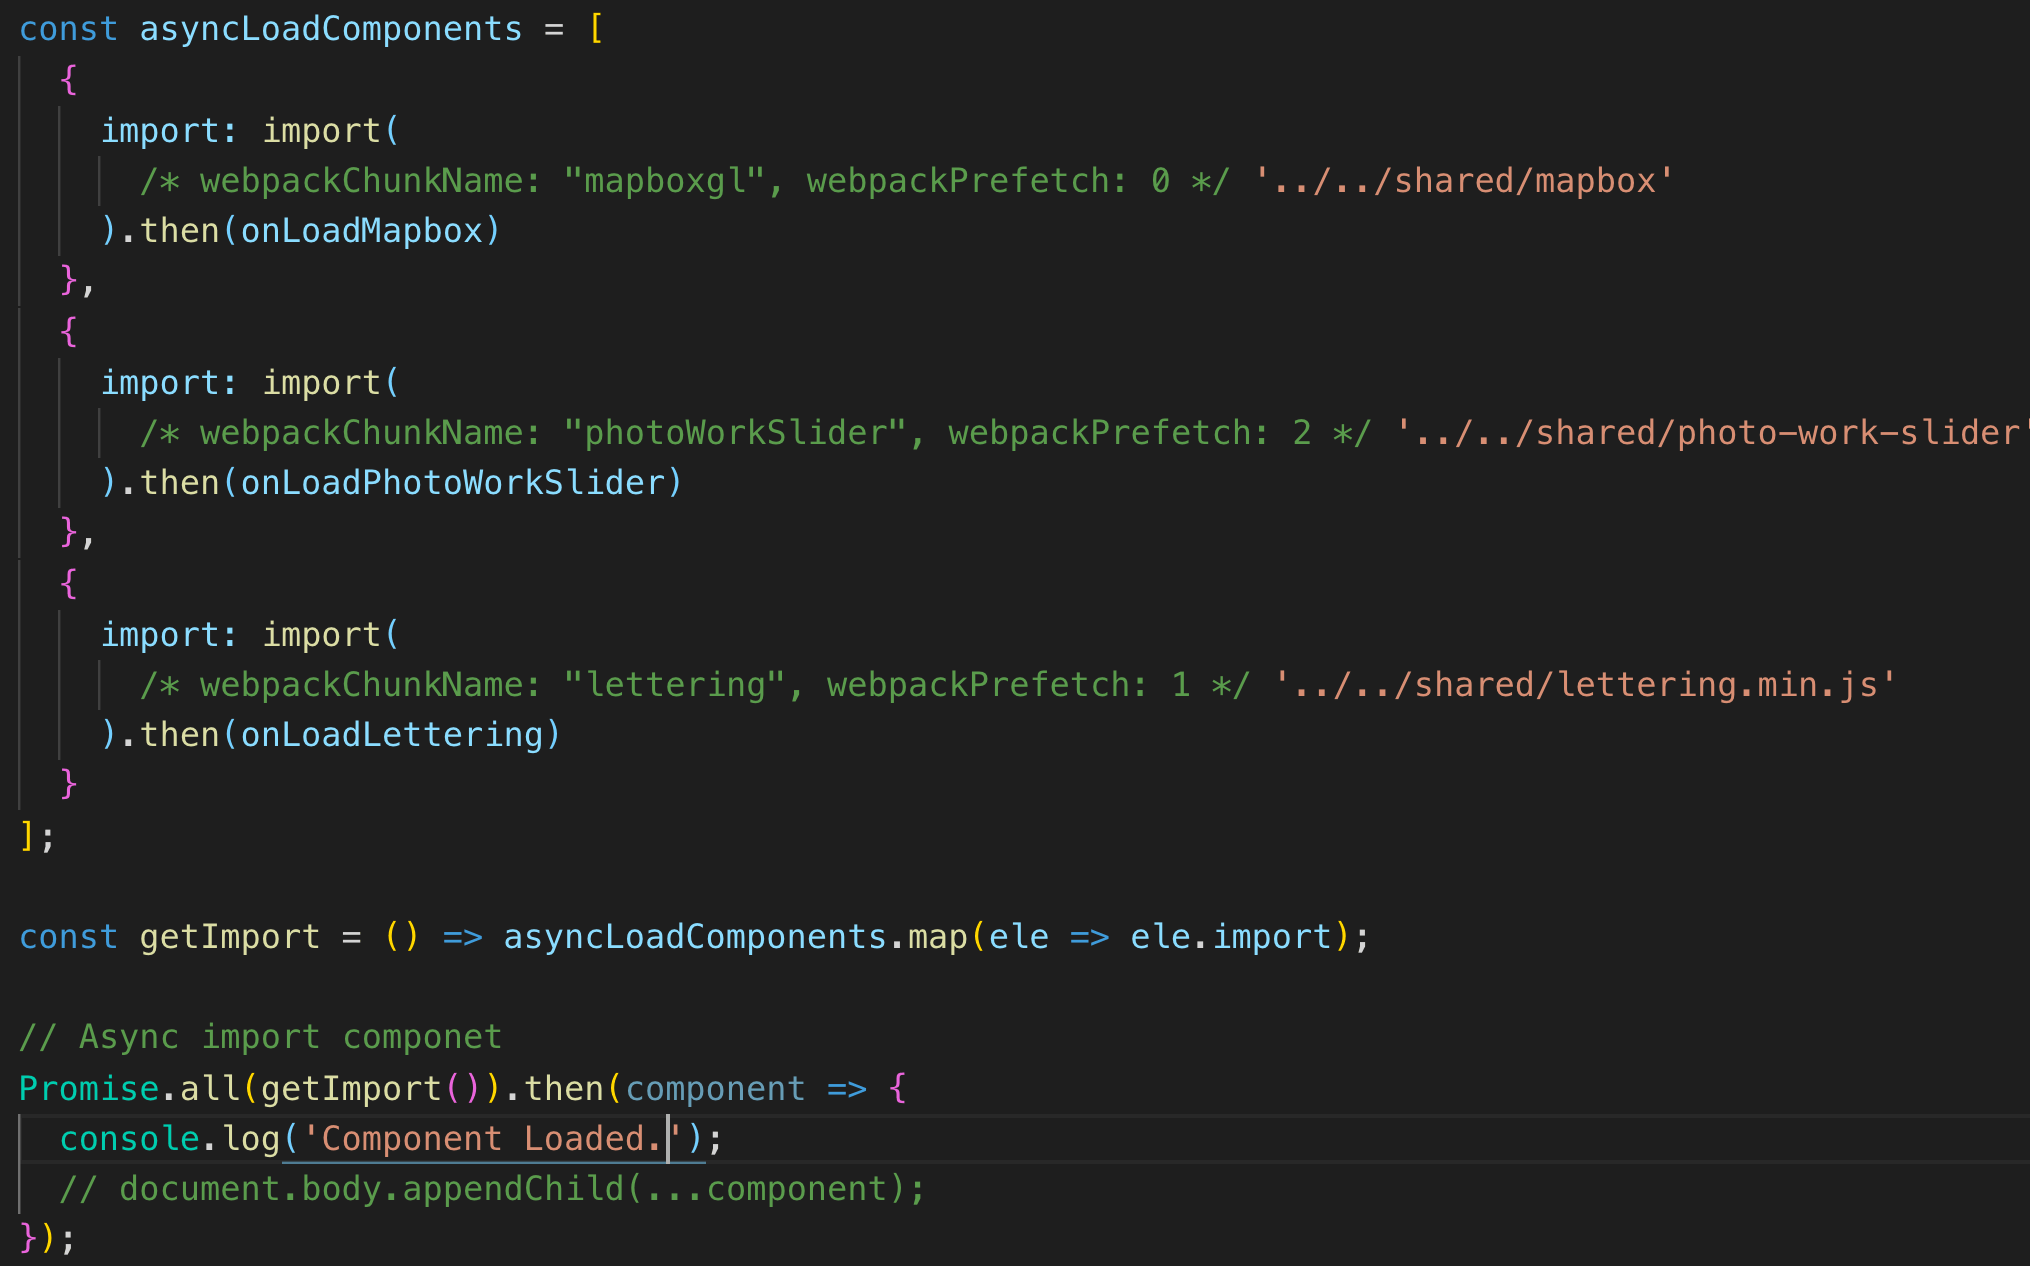 const asyncLoadComponents = [
  {
    import: import(
      /* webpackChunkName: "mapboxgl", webpackPrefetch: 0 */ '../../shared/mapbox'
    ).then(onLoadMapbox)
  },
  {
    import: import(
      /* webpackChunkName: "photoWorkSlider", webpackPrefetch: 2 */ '../../shared/photo-work-slider'
    ).then(onLoadPhotoWorkSlider)
  },
  {
    import: import(
      /* webpackChunkName: "lettering", webpackPrefetch: 1 */ '../../shared/lettering.min.js'
    ).then(onLoadLettering)
  }
];

const getImport = () => asyncLoadComponents.map(ele => ele.import);

// Async import componet
Promise.all(getImport()).then(component => {
  console.log('Component Loaded.');
  // document.body.appendChild(...component);
});